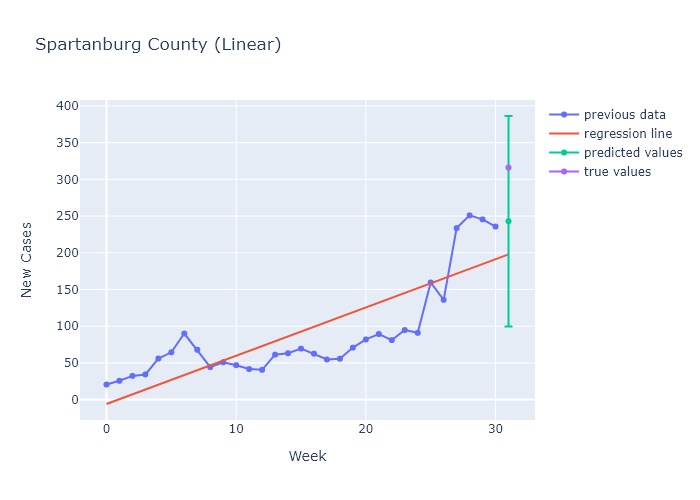 Spartanburg County (Linear)
400
350
300
250
200
150
100
50
0
New Cases
0 10 20 30
Week
previous data
regression line
predicted values
true values